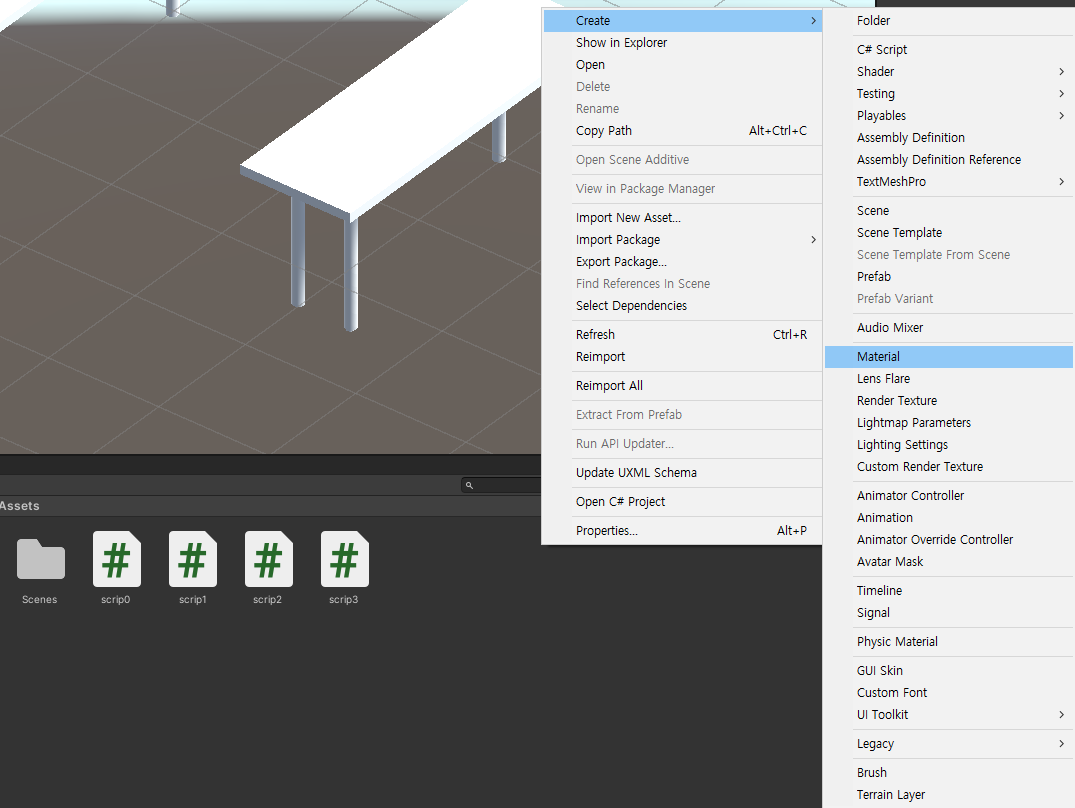 Create
Show in Explorer
Open
Delete
Rename
Copy Path Alt+Ctrl+C
Open Scene Additive
View in Package Manager
Import New Asset...
Import Package
Export Package...
Find References In Scene
Select Dependencies
Refresh Ctrl+R
Reimport
Reimport All
Extract From Prefab
Run API Updater...
Update UXML Schema
Open C# Project
Properties... Alt+P
Folder
C# Script
Shader
Testing
Playables
Assembly Definition
Assembly Definition Reference
TextMeshPro
Scene
Scene Template
Scene Template From Scene
Prefab
Prefab Variant
Audio Mixer
Material
Lens Flare
Render Texture
Lightmap Parameters
Lighting Settings
Custom Render Texture
Animator Controller
Animation
Animator Override Controller
Avatar Mask
Timeline
Signal
Physic Material
GUI Skin
Custom Font
UI Toolkit
Legacy
Brush
Terrain Layer
Assets
Scenes
scrip0
scrip1
scrip2
scrip3